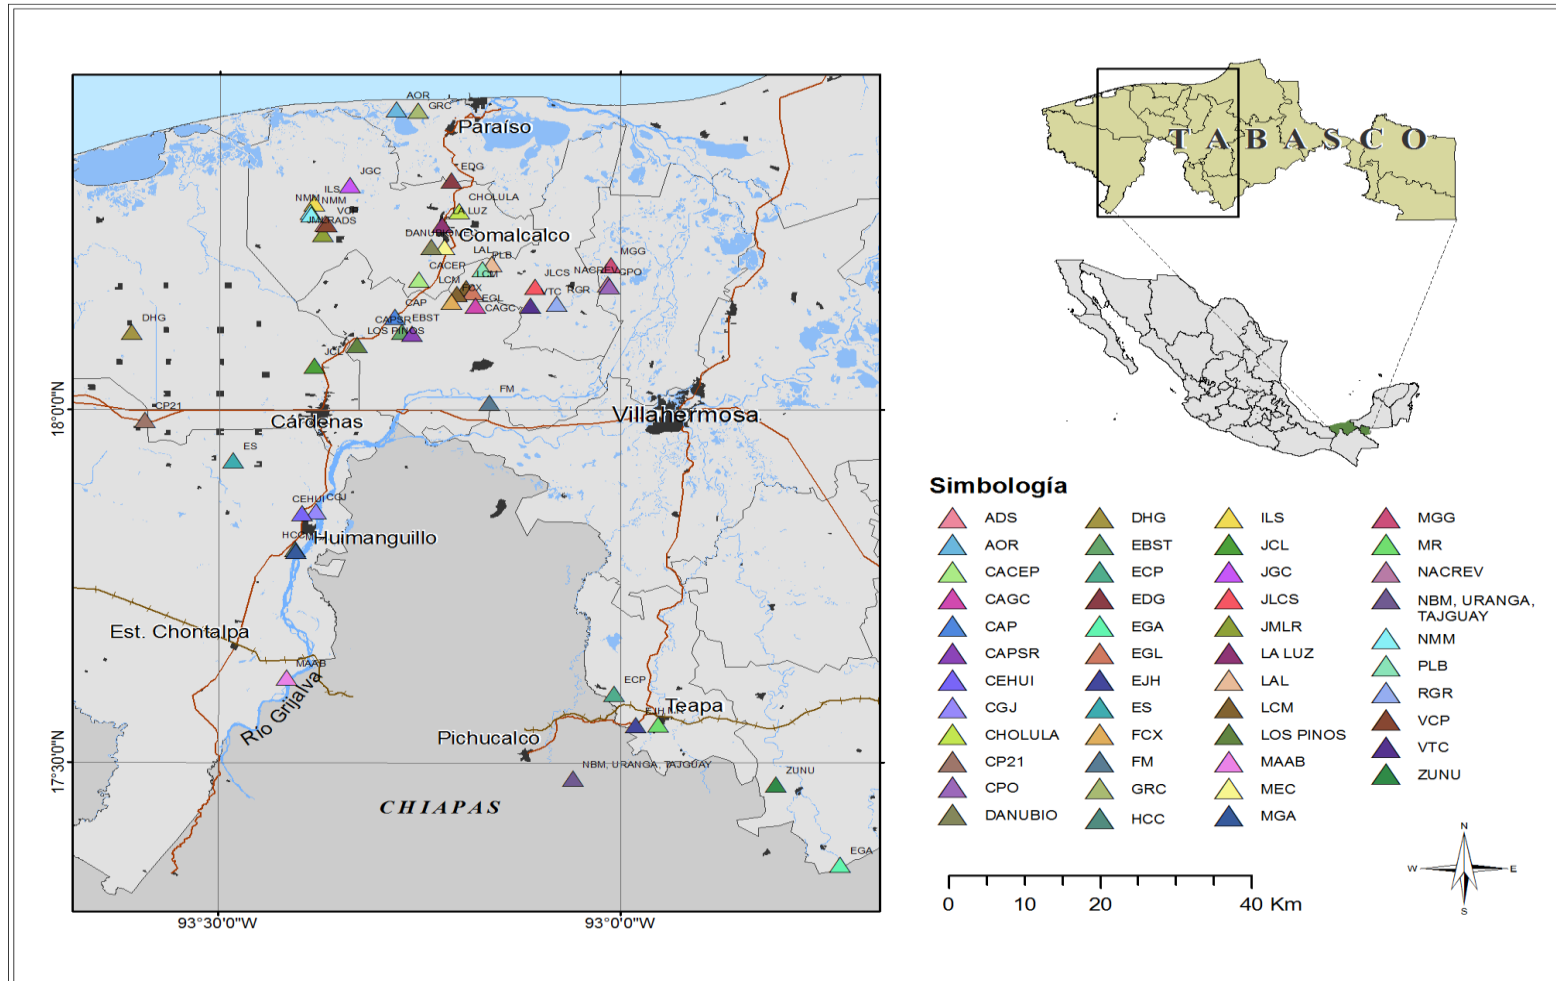 AOR
GRC
Paraíso
EDG
JGC
CHOLULA
ILS
NMM
NMM
LA LUZ
DANUBIO
Comalcalco
LAL
PLB
LCM
CACEP
LCM
FCX
EGL
CAGC
MGG
NACREV
CPO
JLCS
VTC
RGR
CAP
CAPSR
EBST
LOS PINOS
DHG
JCL
FM
CP21
Cárdenas
Villahermosa
ES
CEHUI
CGJ
Huimanguillo
HCC
Est. Chontalpa
MAAB
Río Grijalva
ECP
Teapa
EJH
Pichucalco
NBM, URANGA, TAJGUAY
ZUNU
CHIAPAS
EGA
18°0'0"N
17°30'0"N
93°30'0"W
93°0'0"W
TABASCO
Simbología
ADS
AOR
CACEP
CAGC
CAP
CAPSR
CEHUI
CGJ
CHOLULA
CP21
CPO
DANUBIO
DHG
EBST
ECP
EDG
EGA
EGL
EJH
ES
FCX
FM
GRC
HCC
ILS
JCL
JGC
JLCS
JMLR
LA LUZ
LAL
LCM
LOS PINOS
MAAB
MEC
MGA
MGG
MR
NACREV
NBM, URANGA,
TAJGUAY
NMM
PLB
RGR
VCP
VTC
ZUNU
0 10 20 40 Km
N
W E
S